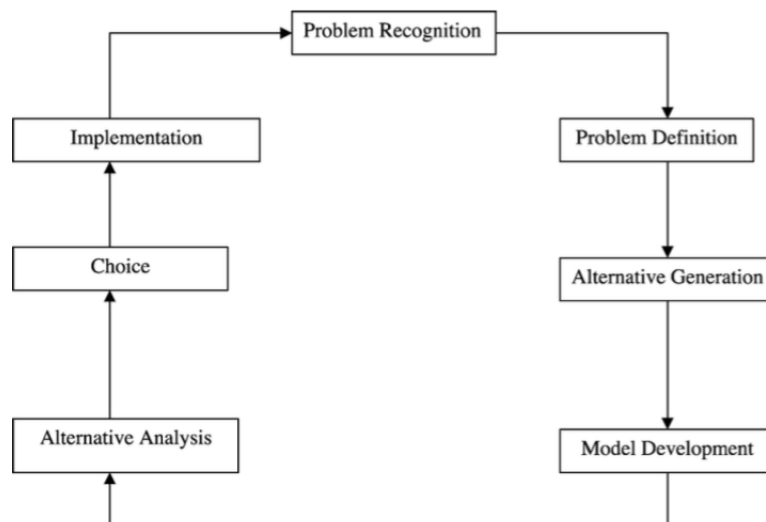 Problem Recognition
Problem Definition
Alternative Generation
Model Development
Alternative Analysis
Choice
Implementation